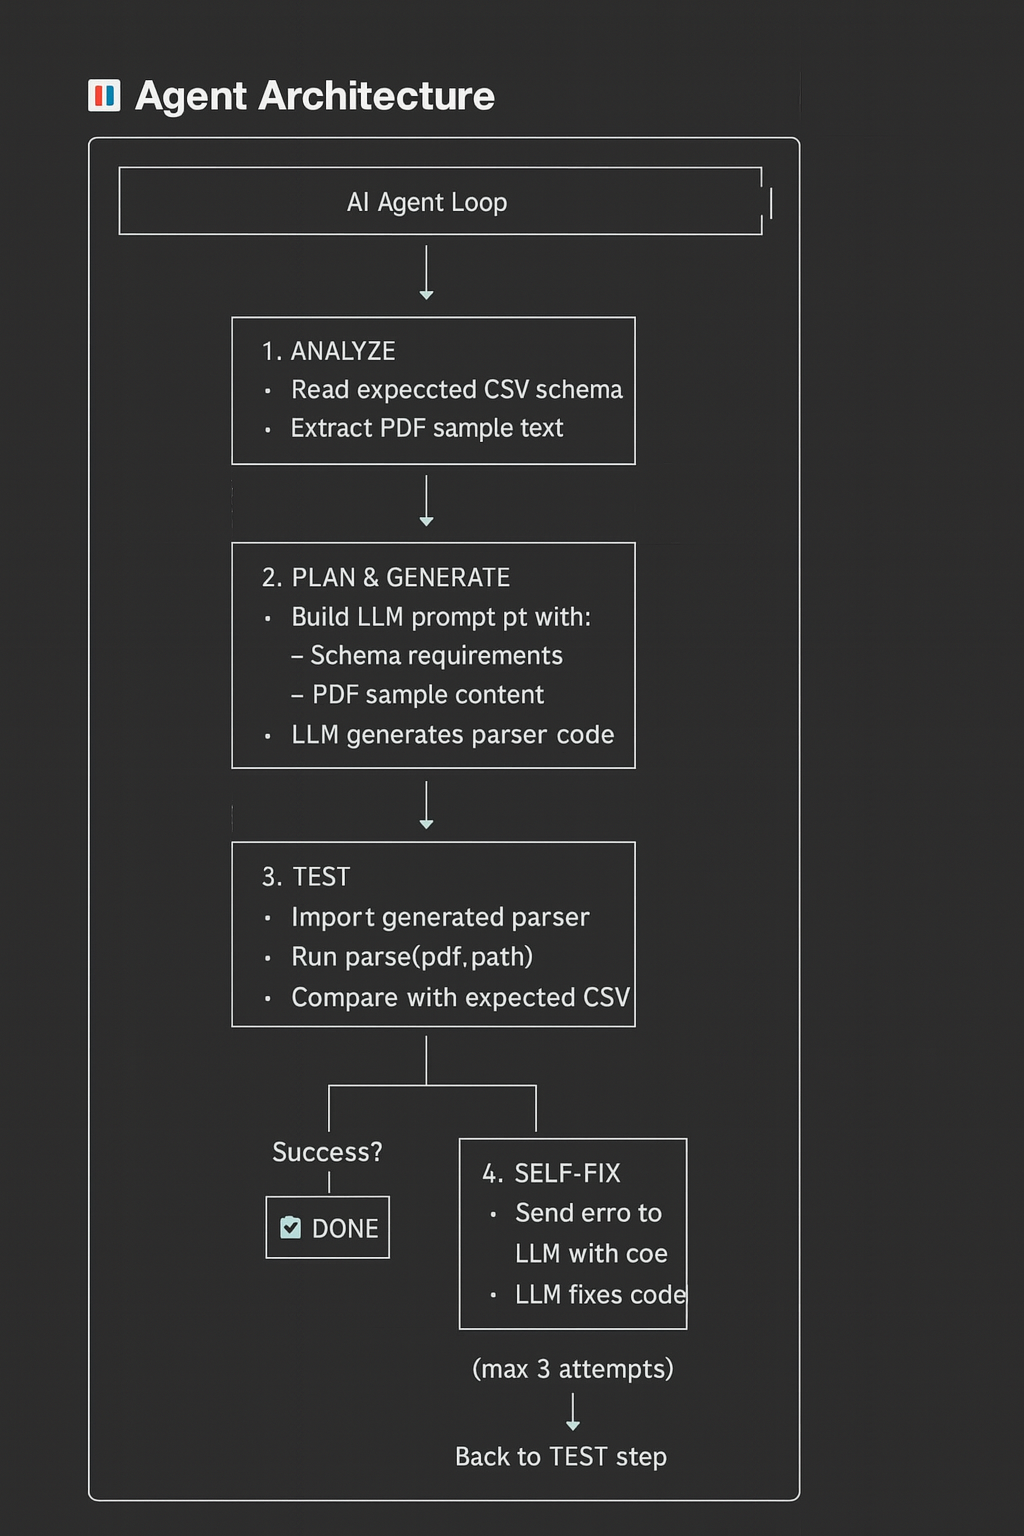 Agent Architecture
AI Agent Loop
1. ANALYZE
• Read expeccted CSV schema
• Extract PDF sample text
2. PLAN & GENERATE
• Build LLM prompt pt with:
– Schema requirements
– PDF sample content
• LLM generates parser code
3. TEST
• Import generated parser
• Run parse(pdf.path)
• Compare with expected CSV
Success?
DONE
4. SELF-FIX
• Send erro to
LLM with coe
• LLM fixes code
(max 3 attempts)
Back to TEST step